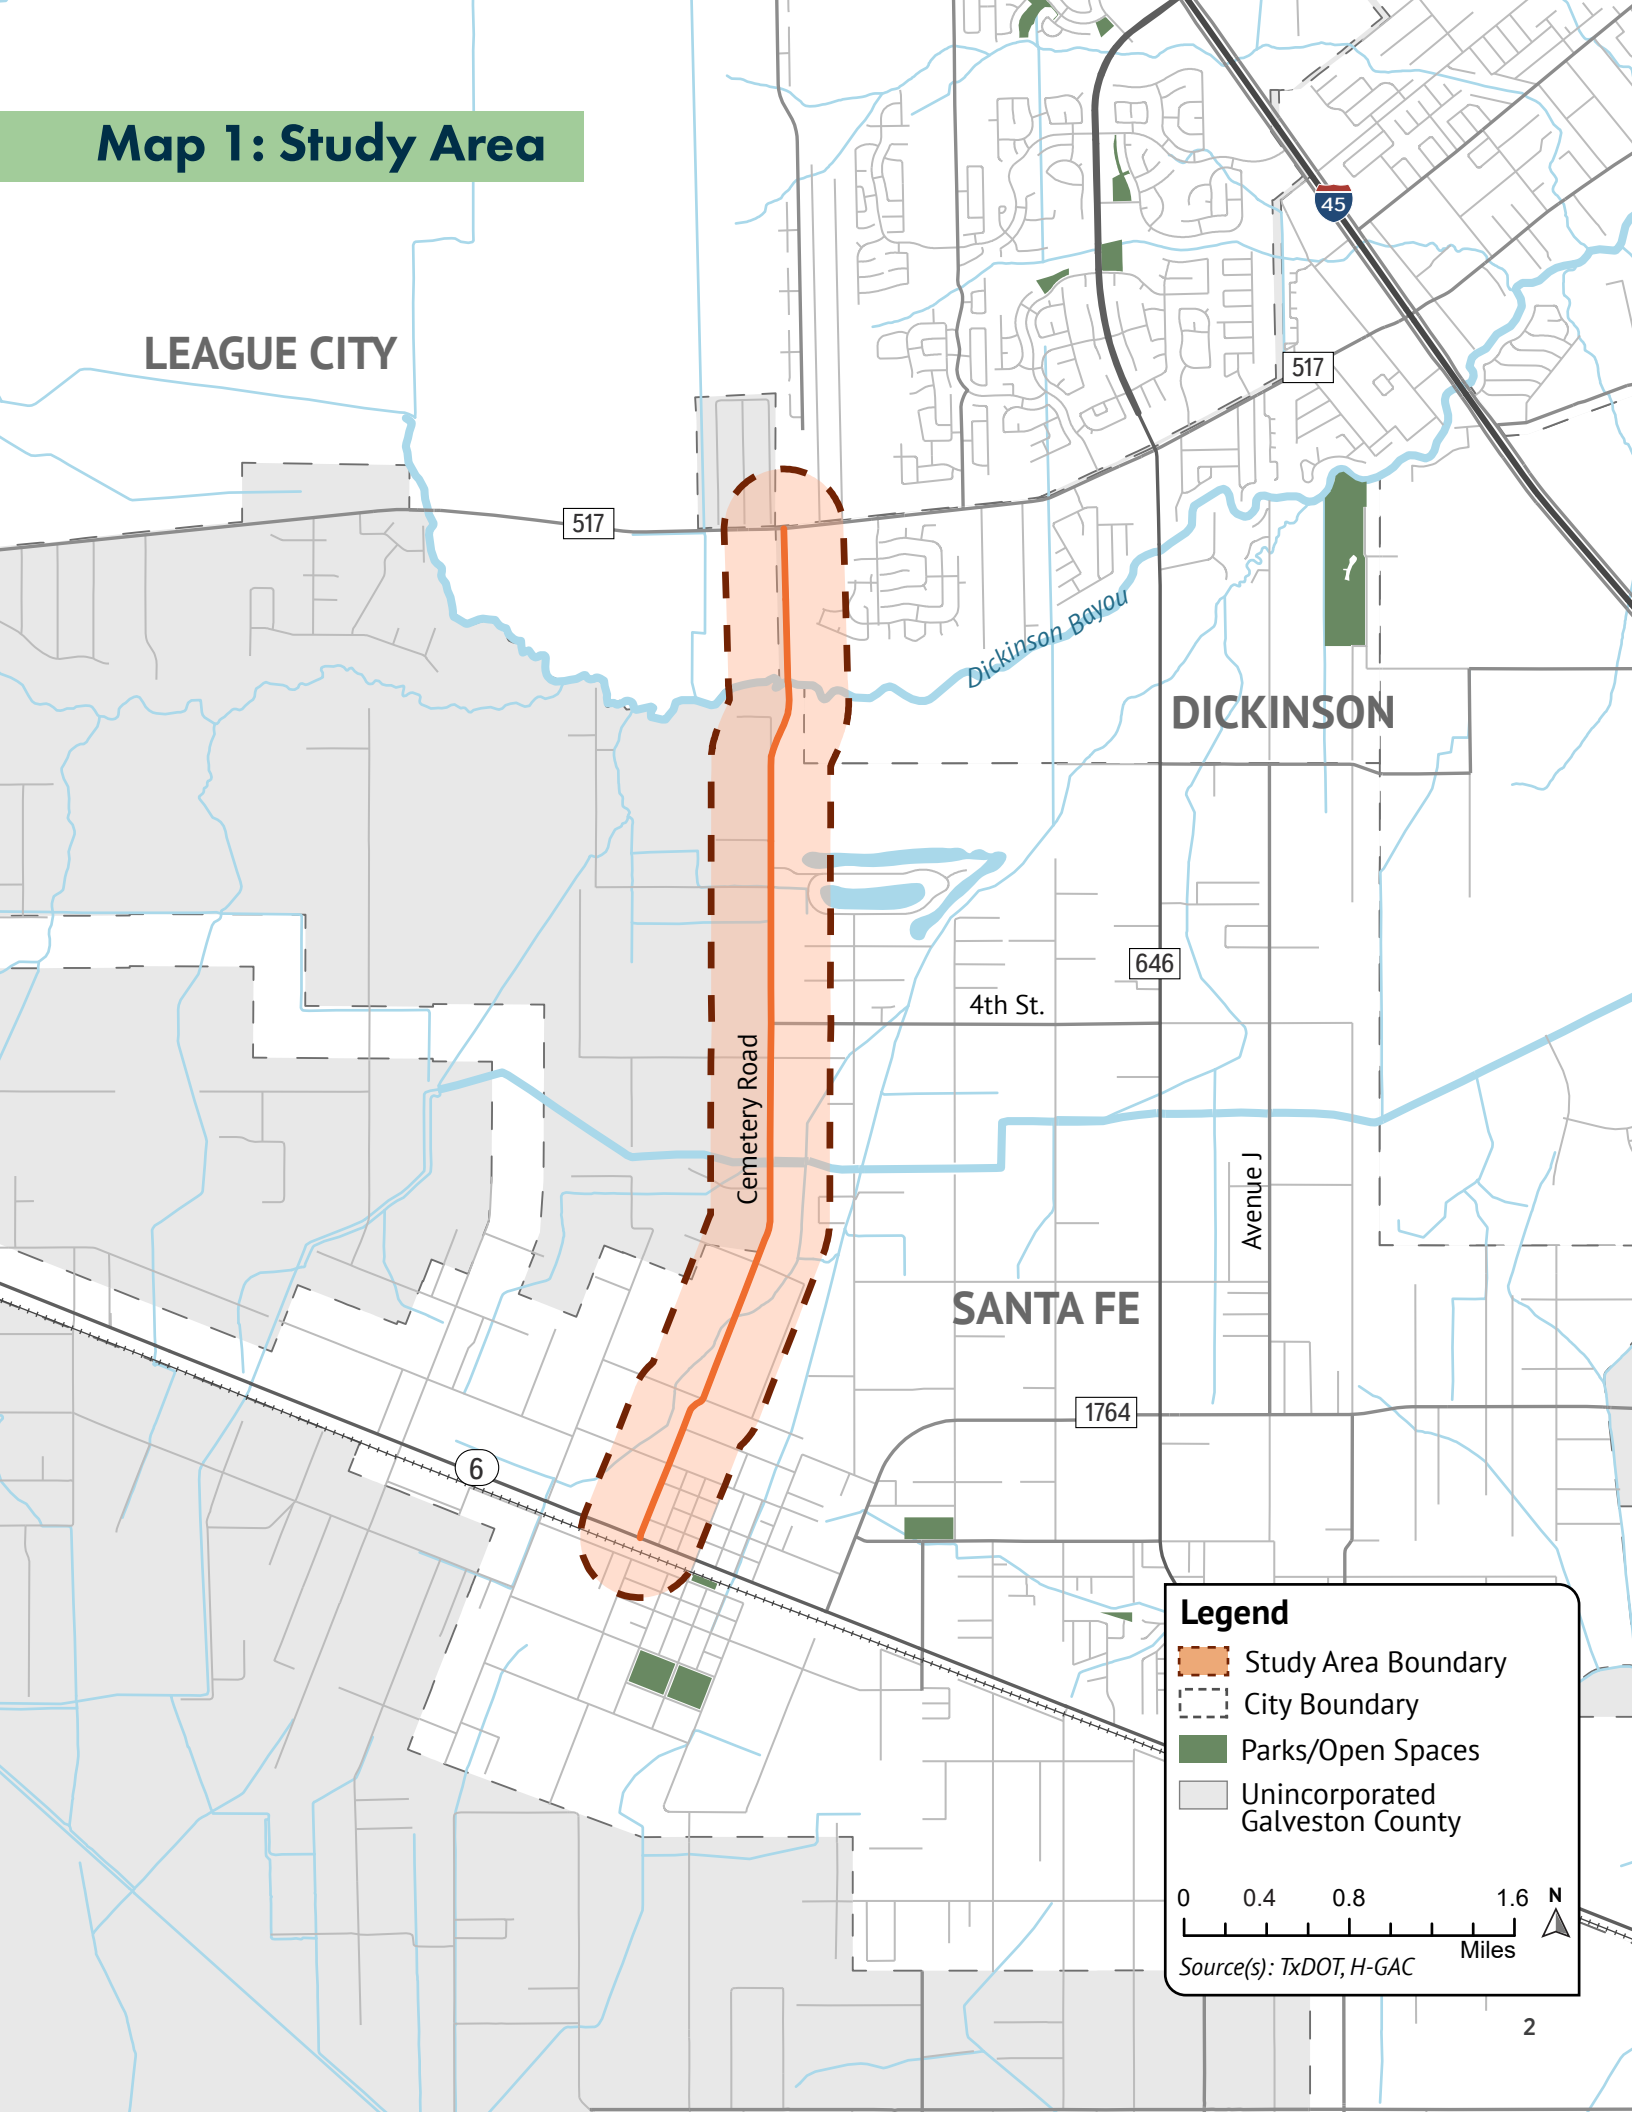 Map 1: Study Area
45
LEAGUE CITY
517
517
Dickinson Bayou
DICKINSON
646
4th St.
Cemetery Road
Avenue J
SANTA FE
1764
6
Legend
Study Area Boundary
City Boundary
Parks/Open Spaces
Unincorporated
Galveston County
0 0.4 0.8 1.6 N
Miles
Source(s): TxDOT, H-GAC
2